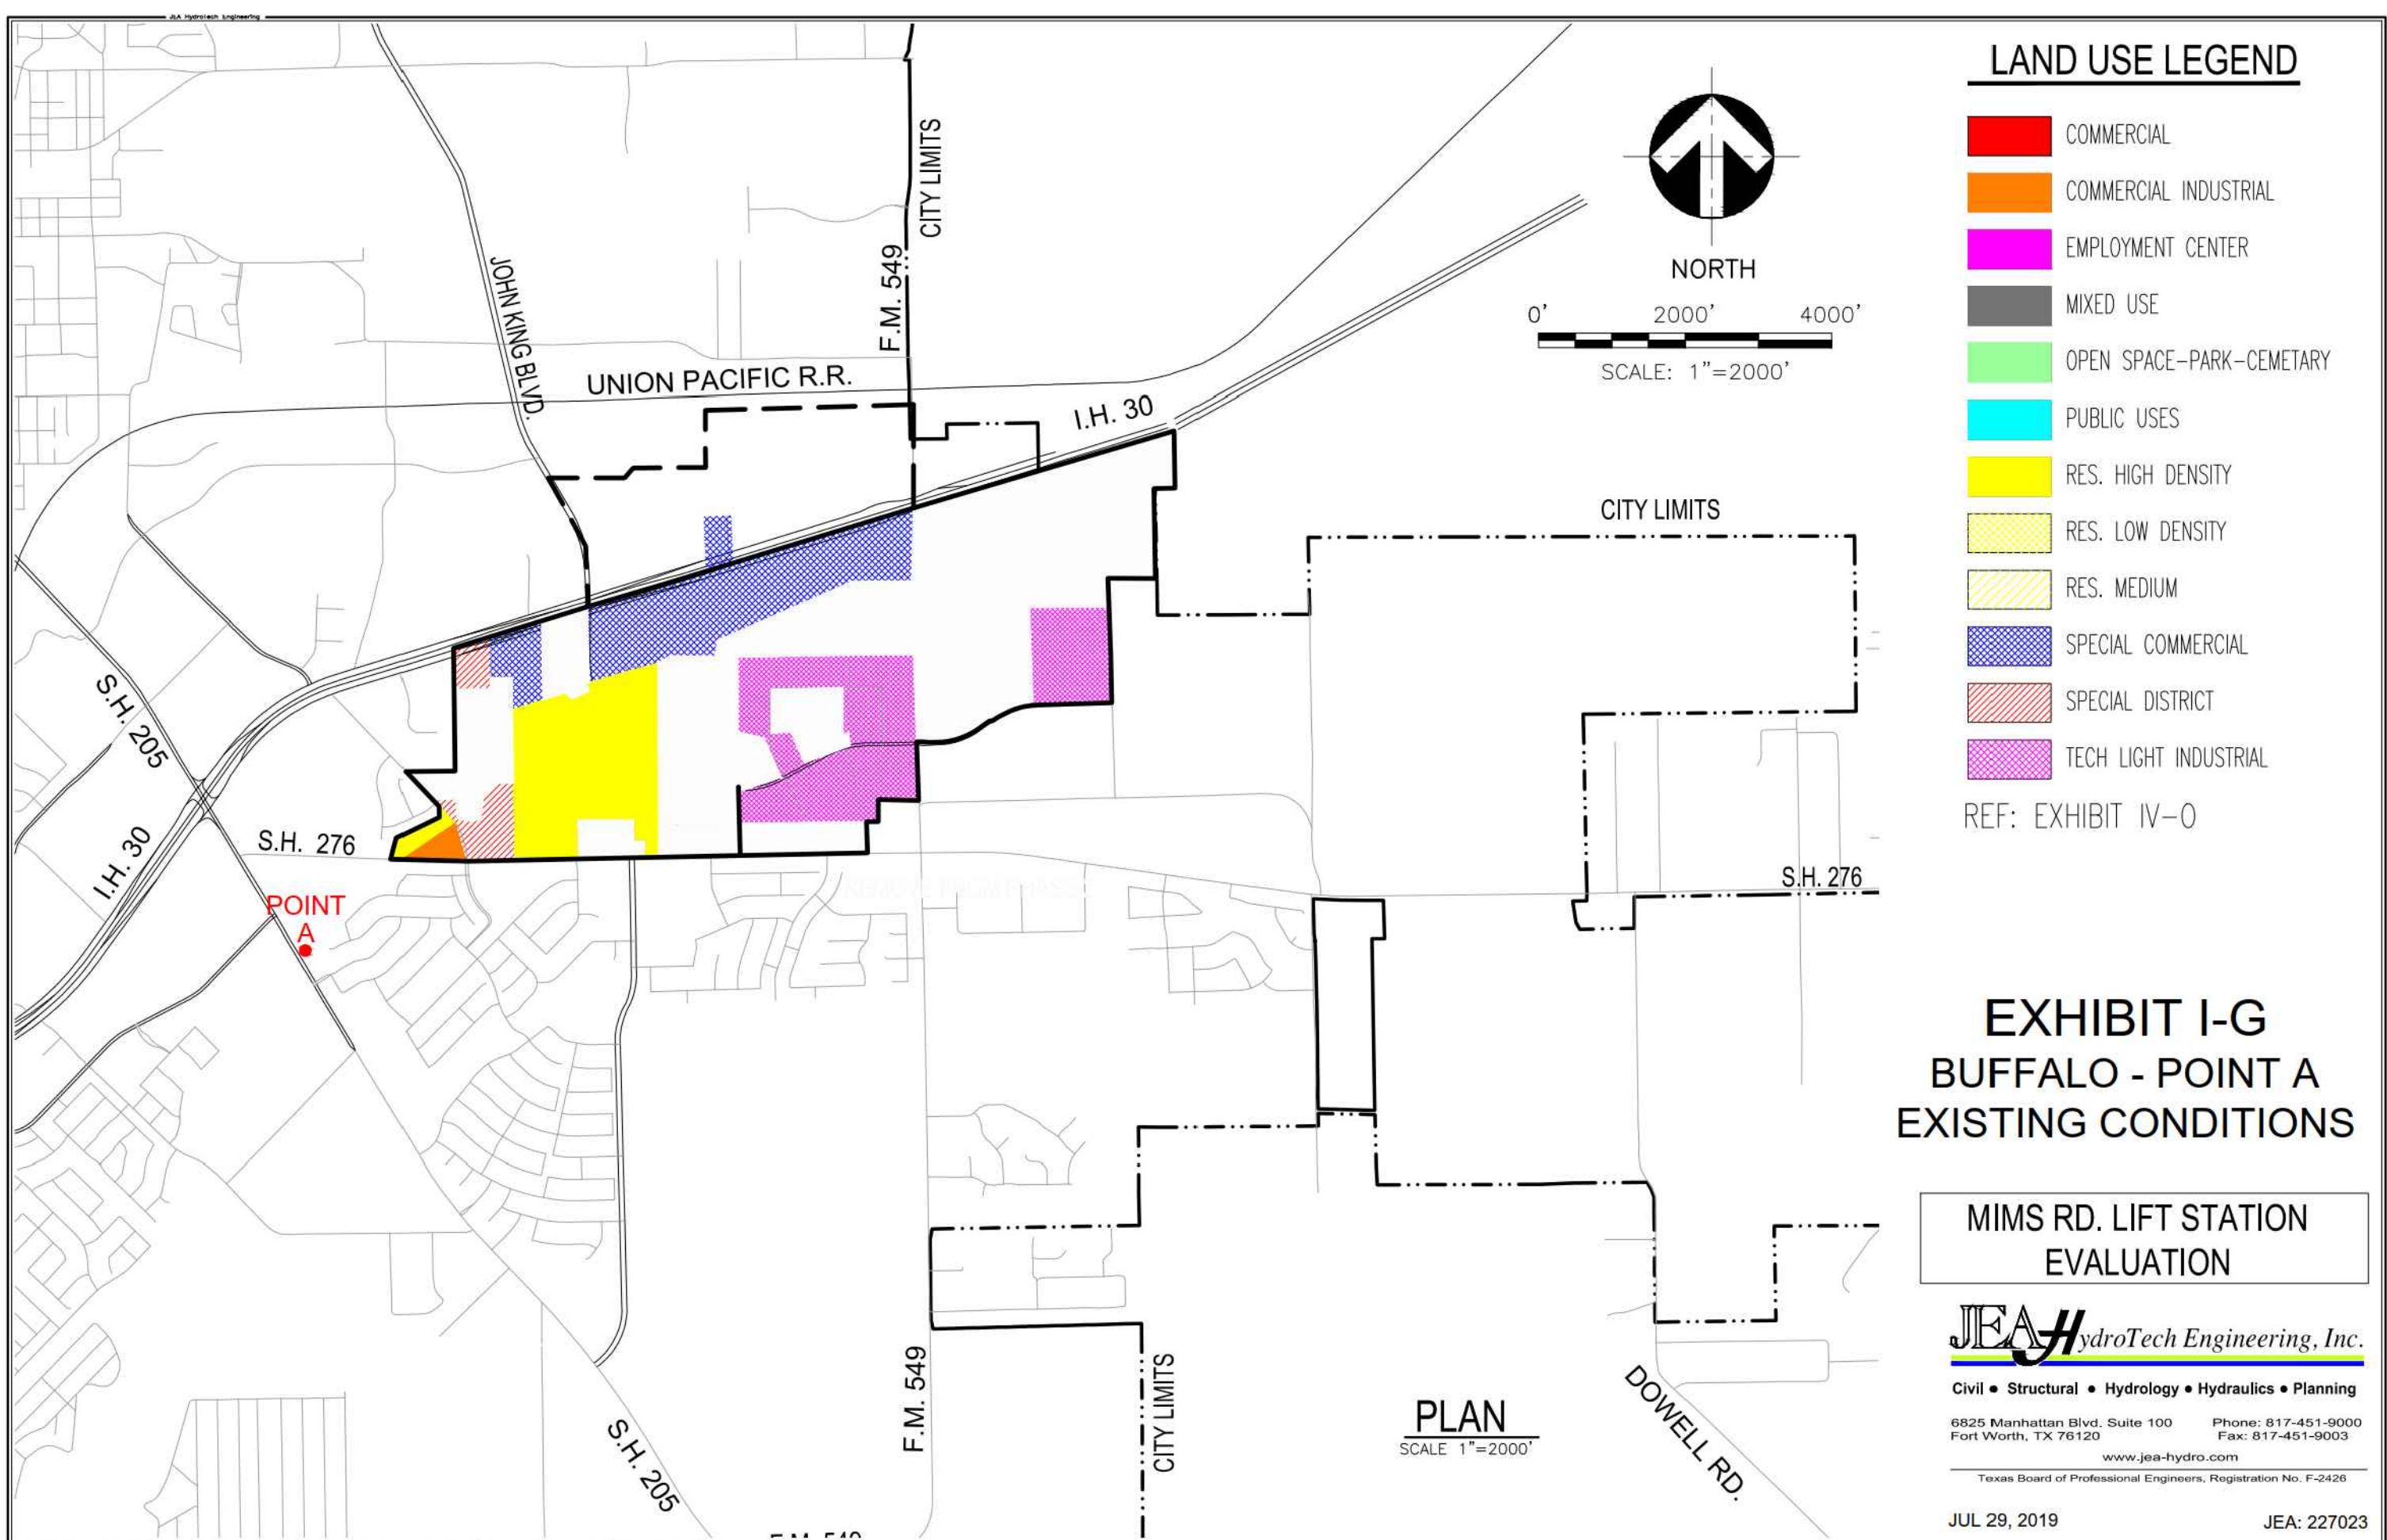 JEA HydroTech Engineering
LAND USE LEGEND
COMMERCIAL
COMMERCIAL INDUSTRIAL
EMPLOYMENT CENTER
MIXED USE
OPEN SPACE-PARK-CEMETARY
PUBLIC USES
RES. HIGH DENSITY
RES. LOW DENSITY
RES. MEDIUM
SPECIAL COMMERCIAL
SPECIAL DISTRICT
TECH LIGHT INDUSTRIAL
REF: EXHIBIT IV-O
NORTH
0' 2000' 4000'
SCALE: 1"=2000'
CITY LIMITS
F.M. 549
JOHN KING BLVD.
UNION PACIFIC R.R.
I.H. 30
CITY LIMITS
S.H. 205
I.H. 30
S.H. 276
POINT
A
S.H. 276
REMOVE FROM PHASE
F.M. 549
CITY LIMITS
S.H. 205
DOWELL RD.
PLAN
SCALE 1"=2000'
EXHIBIT I-G
BUFFALO - POINT A
EXISTING CONDITIONS
MIMS RD. LIFT STATION
EVALUATION
JEA HydroTech Engineering, Inc.
Civil • Structural • Hydrology • Hydraulics • Planning
6825 Manhattan Blvd. Suite 100 Phone: 817-451-9000
Fort Worth, TX 76120 Fax: 817-451-9003
www.jea-hydro.com
Texas Board of Professional Engineers, Registration No. F-2426
JUL 29, 2019 JEA: 227023